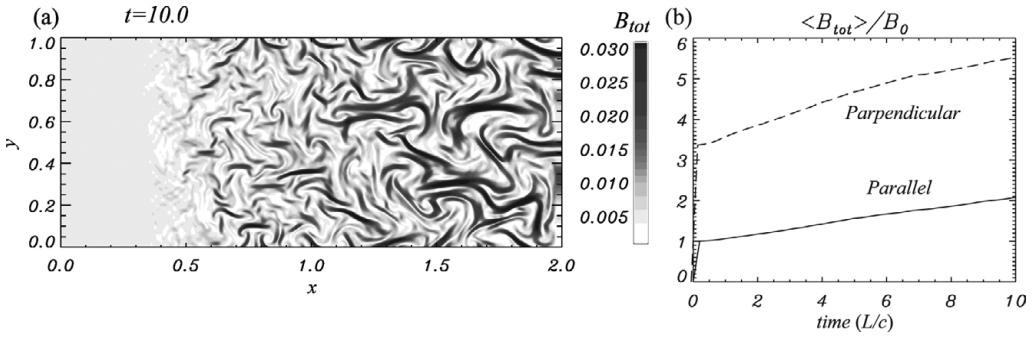 (a)
t=10.0
B_tot
1.0
0.8
0.6
0.4
0.2
0.0
y
0.0
0.5
1.0
1.5
2.0
x
0.030
0.025
0.020
0.015
0.010
0.005
(b)
<B_tot>/B_0
6
5
4
3
2
1
0
Parpendicular
Parallel
0 2 4 6 8 10
time (L/c)